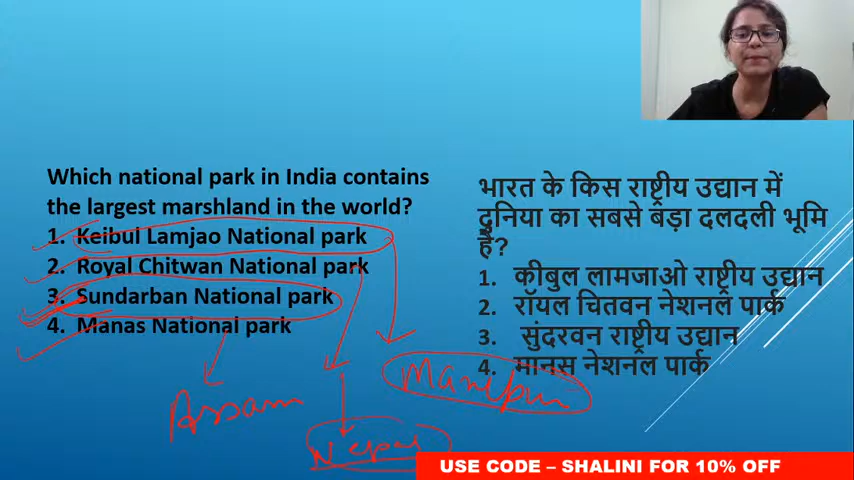 Which national park in India contains
the largest marshland in the world?
1. Keibul Lamjao National park
2. Royal Chitwan National park
3. Sundarban National park
4. Manas National park
भारत के किस राष्ट्रीय उद्यान में
दुनिया का सबसे बड़ा दलदली भूमि
है?
1. कीबुल लामजाओ राष्ट्रीय उद्यान
2. रॉयल चितवन नेशनल पार्क
3. सुंदरवन राष्ट्रीय उद्यान
4. मानस नेशनल पार्क
Manipur
Assam
Nepal
USE CODE – SHALINI FOR 10% OFF